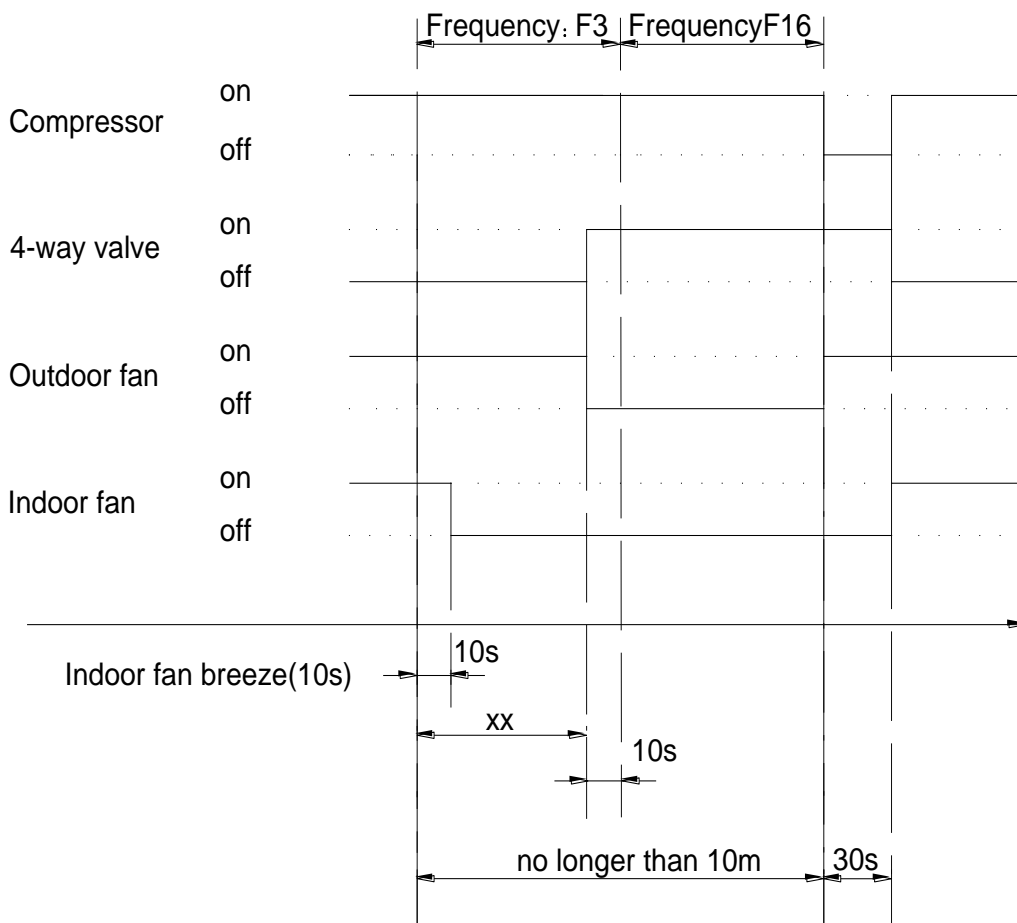 Frequency: F3 FrequencyF16
on
Compressor
off
on
4-way valve
off
on
Outdoor fan
off
on
Indoor fan
off
10s
Indoor fan breeze(10s)
xx
10s
no longer than 10m 30s